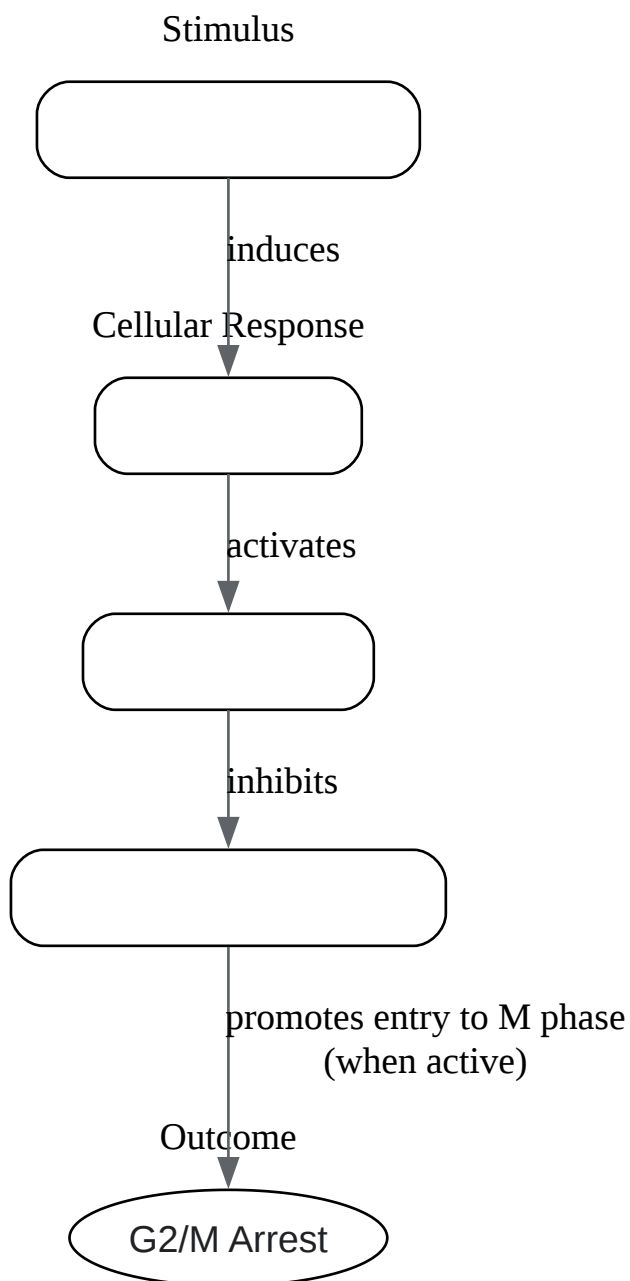 Stimulus
induces
Cellular Response
activates
inhibits
promotes entry to M phase
(when active)
Outcome
G2/M Arrest